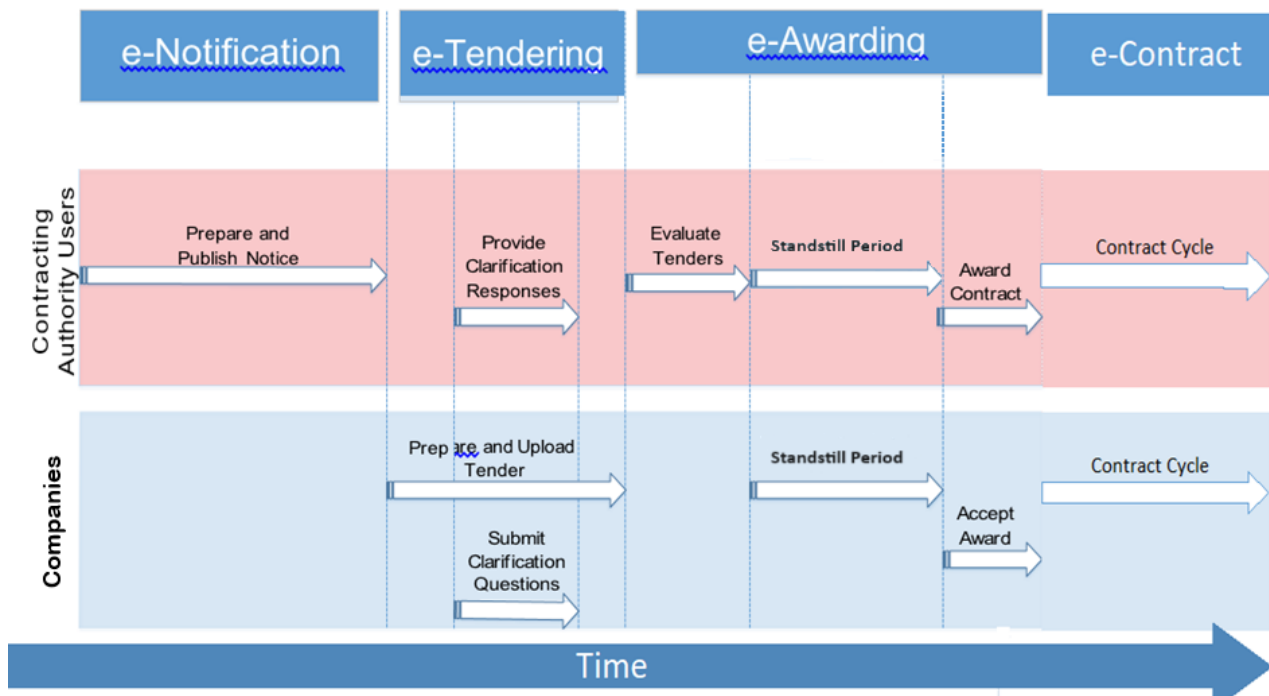 e-Notification
e-Tendering
e-Awarding
e-Contract
Contracting
Authority Users
Prepare and
Publish Notice
Provide
Clarification
Responses
Evaluate
Tenders
Standstill Period
Award
Contract
Contract Cycle
Companies
Prepare and Upload
Tender
Submit
Clarification
Questions
Standstill Period
Accept
Award
Contract Cycle
Time